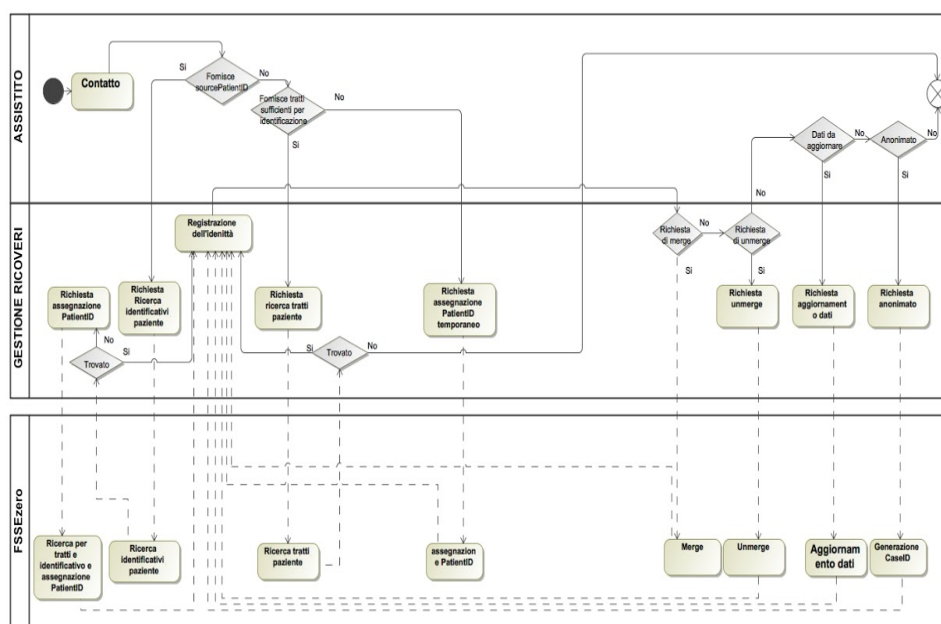 ASSISTITO
Contatto
Si
Fornisce
sourcePatientID
No
Fornisce tratti
sufficienti per
identificazione
No
Si
Dati da
aggiornare
No
Anonimato
No
No
Si
Si
GESTIONE RICOVERI
Registrazione
dell'idenittà
Richiesta
di merge
No
Richiesta
di unmerge
Si
Si
Richiesta
assegnazione
PatientID
Richiesta
Ricerca
identificativi
paziente
Richiesta
ricerca tratti
paziente
Richiesta
assegnazione
PatientID
temporaneo
Richiesta
unmerge
Richiesta
aggiornament
o dati
Richiesta
anonimato
No
Si
Trovato
Si
Trovato
No
FSSEzero
Ricerca per
tratti e
identificativo e
assegnazione
PatientID
Ricerca
identificativi
paziente
Ricerca tratti
paziente
assegnazion
e PatientID
Merge
Unmerge
Aggiornam
ento dati
Generazione
CaseID